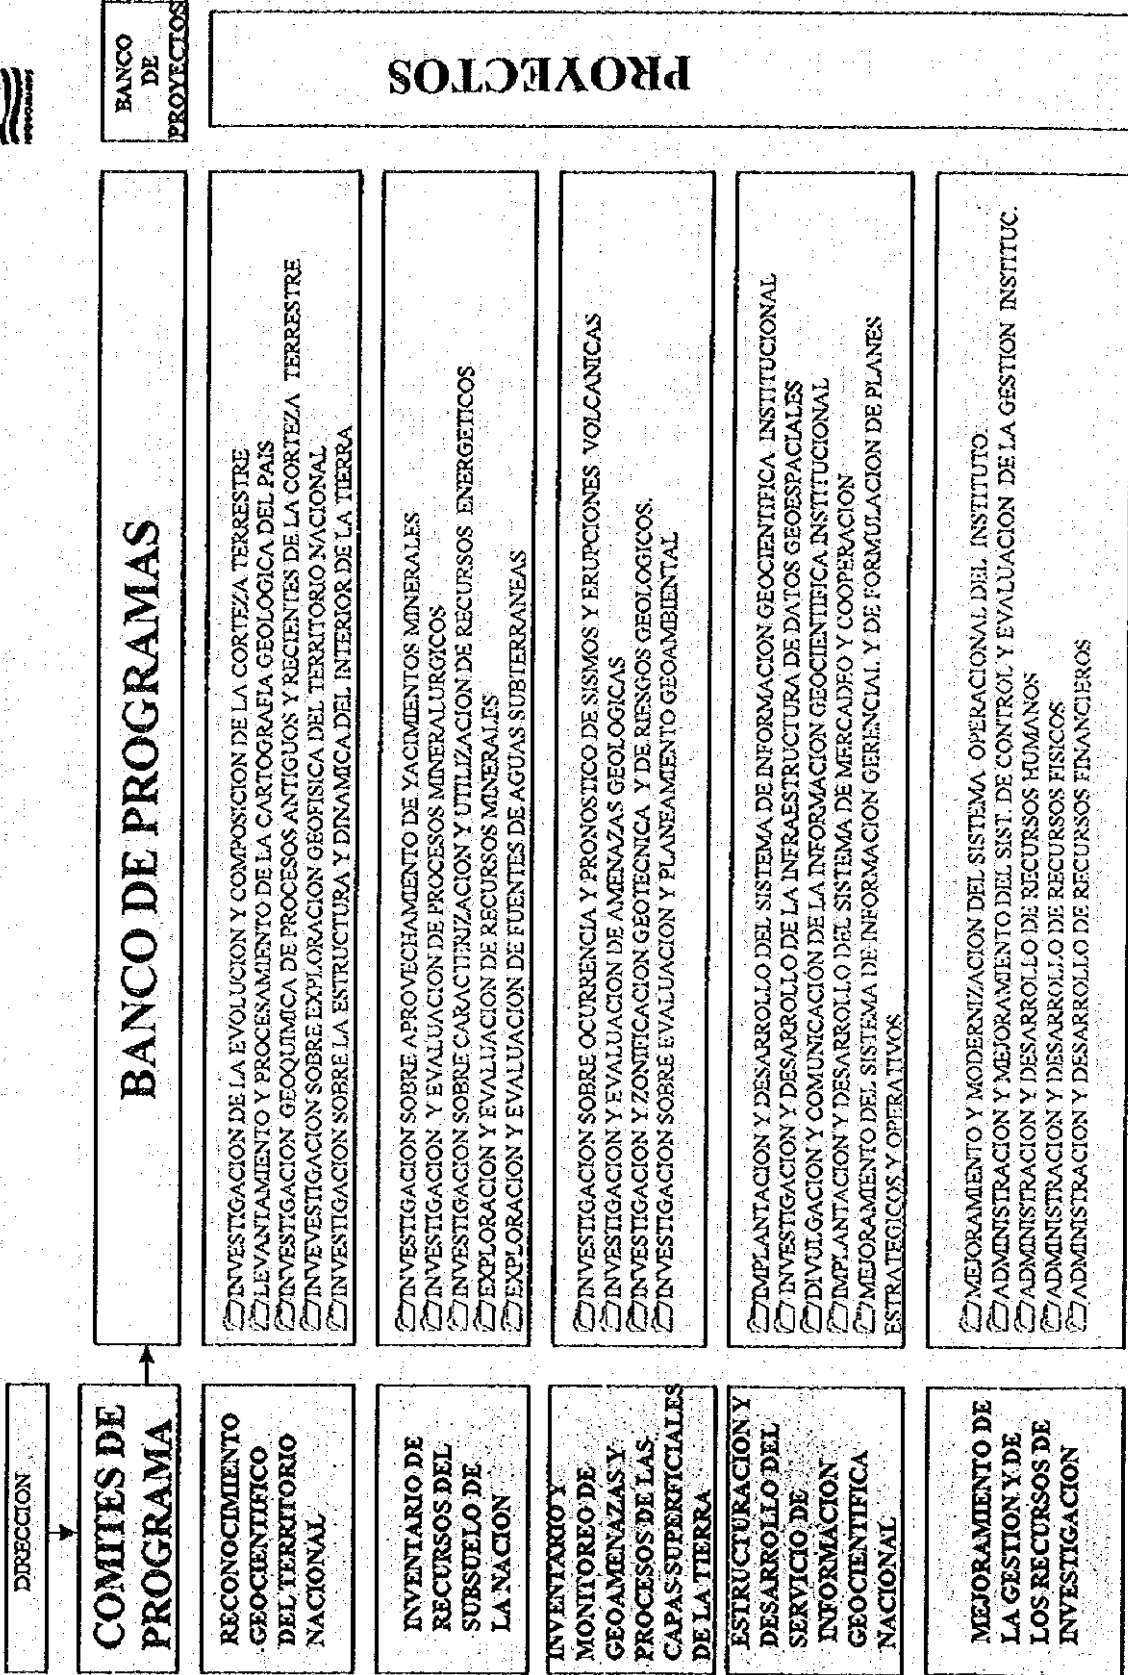 DIRECCION
COMITES DE
PROGRAMA
BANCO DE PROGRAMAS
BANCO
DE
PROYECTOS
RECONOCIMIENTO
GEOCIENTIFICO
DEL TERRITORIO
NACIONAL
INVESTIGACION DE LA EVOLUCION Y COMPOSICION DE LA CORTEZA TERRESTRE
LEVANTAMIENTO Y PROCESAMIENTO DE LA CARTOGRAFIA GEOLOGICA DEL PAIS
INVESTIGACION GEOQUIMICA DE PROCESOS ANTIGUOS Y RECIENTES DE LA CORTEZA TERRESTRE
INVEVESTIGACION SOBRE EXPLORACION GEOFISICA DEL TERRITORIO NACIONAL
INVESTIGACION SOBRE LA ESTRUCTURA Y DINAMICA DEL INTERIOR DE LA TIERRA
INVENTARIO DE
RECURSOS DEL
SUBSUELO DE
LA NACION
INVESTIGACION SOBRE APROVECHAMIENTO DE YACIMIENTOS MINERALES
INVESTIGACION Y EVALUACION DE PROCESOS MINERALURGICOS
INVESTIGACION SOBRE CARACTERIZACION Y UTILIZACION DE RECURSOS ENERGETICOS
EXPLORACION Y EVALUACION DE RECURSOS MINERALES
EXPLORACION Y EVALUACION DE FUENTES DE AGUAS SUBTERRANEAS
INVENTARIO Y
MONITOREO DE
GEOAMENAZAS Y
PROCESOS DE LAS
CAPAS SUPERFICIALES
DE LA TIERRA
INVESTIGACION SOBRE OCURRENCIA Y PRONOSTICO DE SISMOS Y ERUPCIONES VOLCANICAS
INVESTIGACION Y EVALUACION DE AMENAZAS GEOLOGICAS
INVESTIGACION Y ZONIFICACION GEOTECNICA Y DE RIESGOS GEOLOGICOS.
INVESTIGACION SOBRE EVALUACION Y PLANEAMIENTO GEOAMBIENTAL
ESTRUCTURACION Y
DESARROLLO DEL
SERVICIO DE
INFORMACION
GEOCIENTIFICA
NACIONAL
IMPLANTACION Y DESARROLLO DEL SISTEMA DE INFORMACION GEOCIENTIFICA INSTITUCIONAL
INVESTIGACION Y DESARROLLO DE LA INFRAESTRUCTURA DE DATOS GEOESPACIALES
DIVULGACION Y COMUNICACIÓN DE LA INFORMACION GEOCIENTIFICA INSTITUCIONAL
IMPLANTACION Y DESARROLLO DEL SISTEMA DE MERCADEO Y COOPERACION
MEJORAMIENTO DEL SISTEMA DE INFORMACION GERENCIAL Y DE FORMULACION DE PLANES
ESTRATEGICOS Y OPERATIVOS
MEJORAMIENTO DE
LA GESTION Y DE
LOS RECURSOS DE
INVESTIGACION
MEJORAMIENTO Y MODERNIZACION DEL SISTEMA OPERACIONAL DEL INSTITUTO.
ADMINISTRACION Y MEJORAMIENTO DEL SIST. DE CONTROL Y EVALUACION DE LA GESTION INSTITUC.
ADMINISTRACION Y DESARROLLO DE RECURSOS HUMANOS
ADMINISTRACION Y DESARROLLO DE RECURSOS FISICOS
ADMINISTRACION Y DESARROLLO DE RECURSOS FINANCIEROS
PROYECTOS